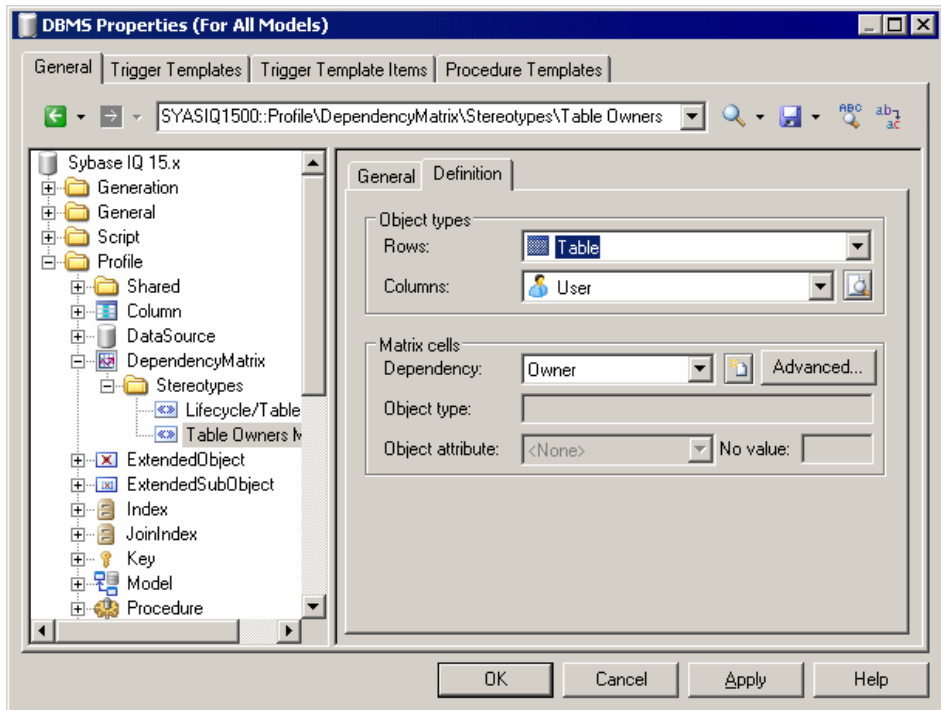 DBMS Properties (For All Models)
General Trigger Templates Trigger Template Items Procedure Templates
SYASIQ1500::Profile\DependencyMatrix\Stereotypes\Table Owners
ABC
ab
ac
Sybase IQ 15.x
Generation
General
Script
Profile
Shared
Column
DataSource
DependencyMatrix
Stereotypes
Lifecycle/Table
Table Owners M
ExtendedObject
ExtendedSubObject
Index
JoinIndex
Key
Model
Procedure
General Definition
Object types
Rows: Table
Columns: User
Matrix cells
Dependency: Owner Advanced...
Object type:
Object attribute: <None> No value:
OK Cancel Apply Help